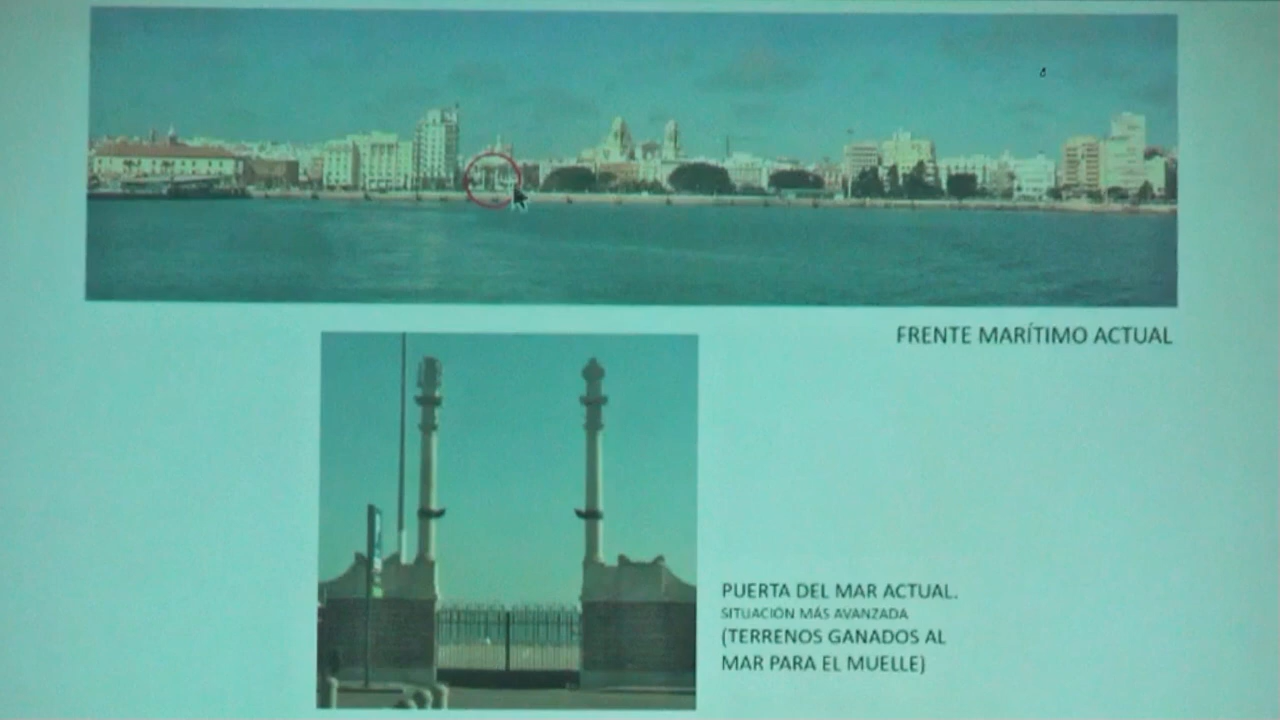 FRENTE MARÍTIMO ACTUAL
PUERTA DEL MAR ACTUAL.
SITUACIÓN MÁS AVANZADA
(TERRENOS GANADOS AL
MAR PARA EL MUELLE)